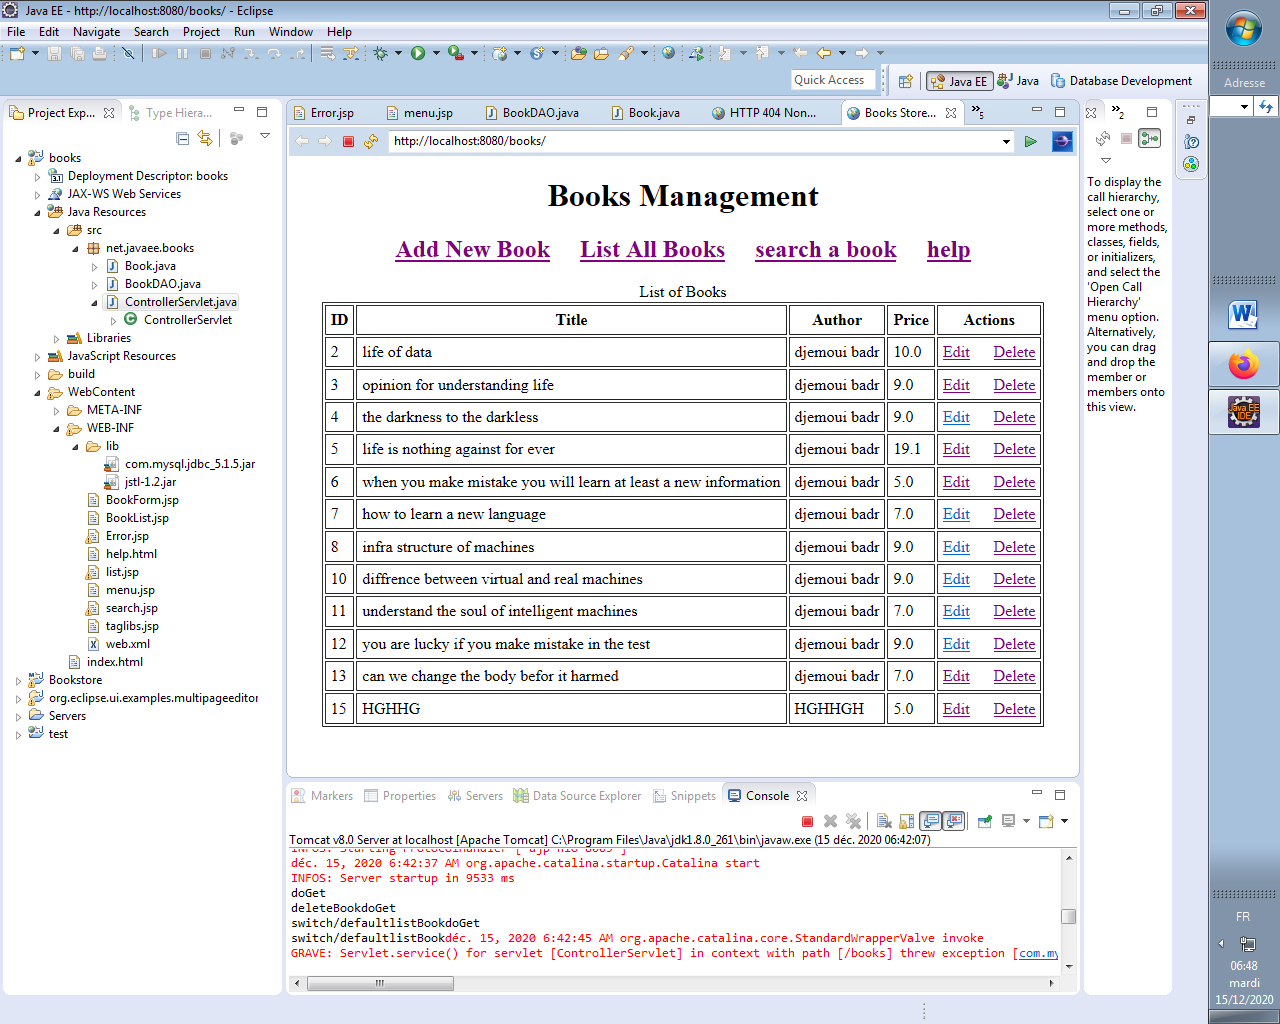 Java EE - http://localhost:8080/books/ - Eclipse
File Edit Navigate Search Project Run Window Help
Quick Access Java EE Java Database Development
Project Exp... Type Hiera...
books
Deployment Descriptor: books
JAX-WS Web Services
Java Resources
src
net.javaee.books
Book.java
BookDAO.java
ControllerServlet.java
ControllerServlet
Libraries
JavaScript Resources
build
WebContent
META-INF
WEB-INF
lib
com.mysql.jdbc_5.1.5.jar
jstl-1.2.jar
BookForm.jsp
BookList.jsp
Error.jsp
help.html
list.jsp
menu.jsp
search.jsp
taglibs.jsp
web.xml
index.html
Bookstore
org.eclipse.ui.examples.multipageeditor
Servers
test
Error.jsp menu.jsp BookDAO.java Book.java HTTP 404 Non... Books Store... »5
http://localhost:8080/books/
Books Management
Add New Book List All Books search a book help
List of Books
ID Title Author Price Actions
2 life of data djemoui badr 10.0 Edit Delete
3 opinion for understanding life djemoui badr 9.0 Edit Delete
4 the darkness to the darkless djemoui badr 9.0 Edit Delete
5 life is nothing against for ever djemoui badr 19.1 Edit Delete
6 when you make mistake you will learn at least a new information djemoui badr 5.0 Edit Delete
7 how to learn a new language djemoui badr 7.0 Edit Delete
8 infra structure of machines djemoui badr 9.0 Edit Delete
10 diffrence between virtual and real machines djemoui badr 9.0 Edit Delete
11 understand the soul of intelligent machines djemoui badr 7.0 Edit Delete
12 you are lucky if you make mistake in the test djemoui badr 9.0 Edit Delete
13 can we change the body befor it harmed djemoui badr 7.0 Edit Delete
15 HGHHG HGHHGH 5.0 Edit Delete
Markers Properties Servers Data Source Explorer Snippets Console
Tomcat v8.0 Server at localhost [Apache Tomcat] C:\Program Files\Java\jdk1.8.0_261\bin\javaw.exe (15 déc. 2020 06:42:07)
INFOS: Starting ProtocolHandler ["ajp-nio-8009"]
déc. 15, 2020 6:42:37 AM org.apache.catalina.startup.Catalina start
INFOS: Server startup in 9533 ms
doGet
deleteBookdoGet
switch/defaultlistBookdoGet
switch/defaultlistBookdéc. 15, 2020 6:42:45 AM org.apache.catalina.core.StandardWrapperValve invoke
GRAVE: Servlet.service() for servlet [ControllerServlet] in context with path [/books] threw exception [com.my
»2
To display the
call hierarchy,
select one or
more methods,
classes, fields,
or initializers,
and select the
'Open Call
Hierarchy'
menu option.
Alternatively,
you can drag
and drop the
member or
members onto
this view.
Adresse
Java EE
IDE
FR
06:48
mardi
15/12/2020